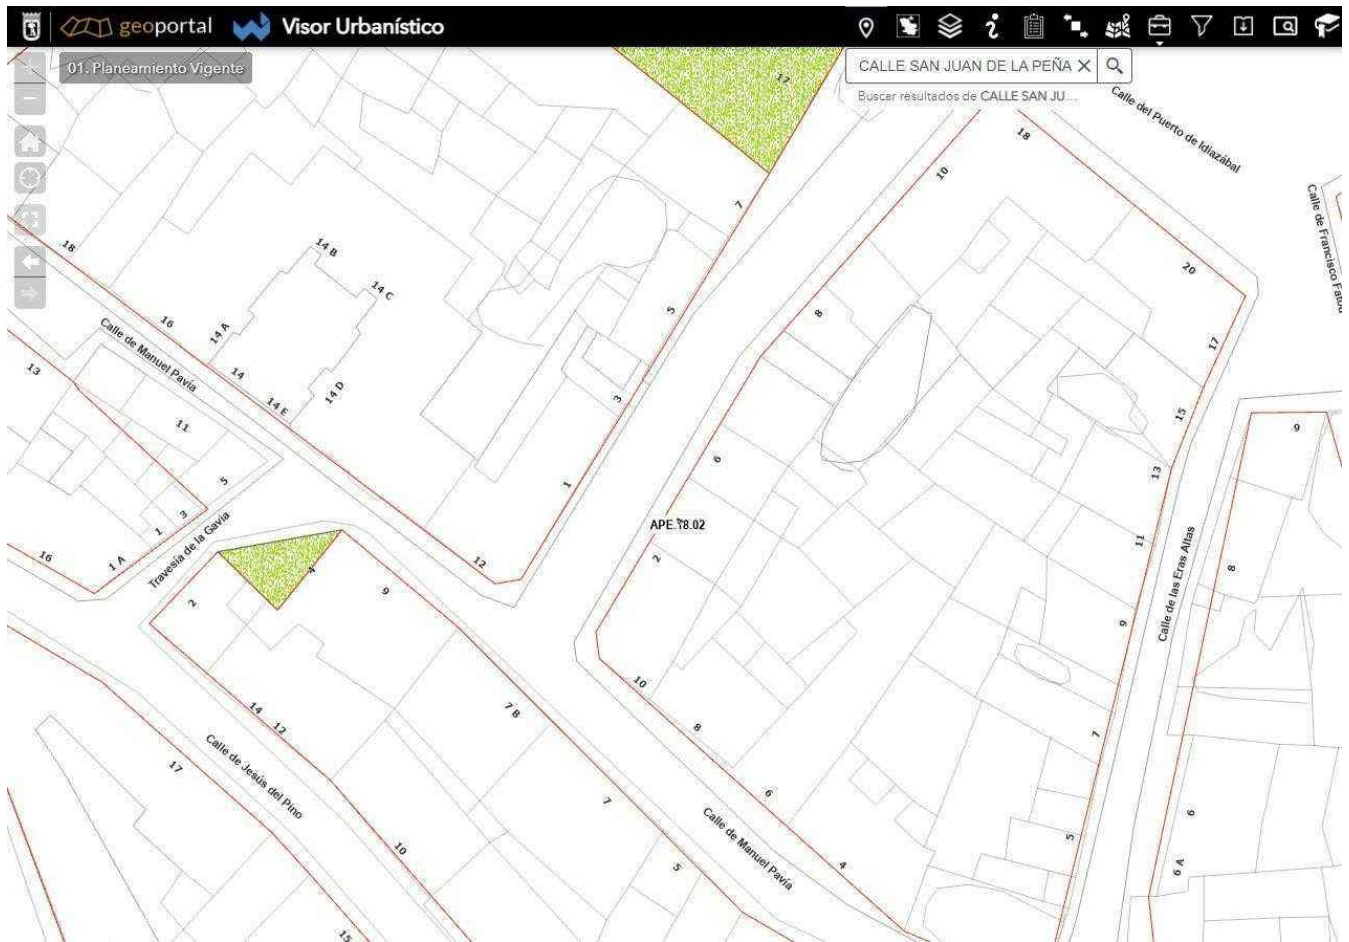 geoportal
Visor Urbanístico
01. Planeamiento Vigente
CALLE SAN JUAN DE LA PEÑA
Buscar resultados de CALLE SAN JU...
Calle del Puerto de Idiazábal
17
18
10
7
Calle de Francisco Fatou
18
14 B
20
14 C
16
14 A
5
8
Calle de Manuel Pavía
17
13
14
14 D
3
14 E
15
11
9
6
13
5
1
3
APE.18.02
1
11
16
1 A
Travesía de la Gavia
12
2
8
4
9
2
Calle de las Eras Altas
9
10
14
7 B
12
8
7
Calle de Jesús del Pino
17
6
7
6
Calle de Manuel Pavía
10
5
4
5
6 A
15